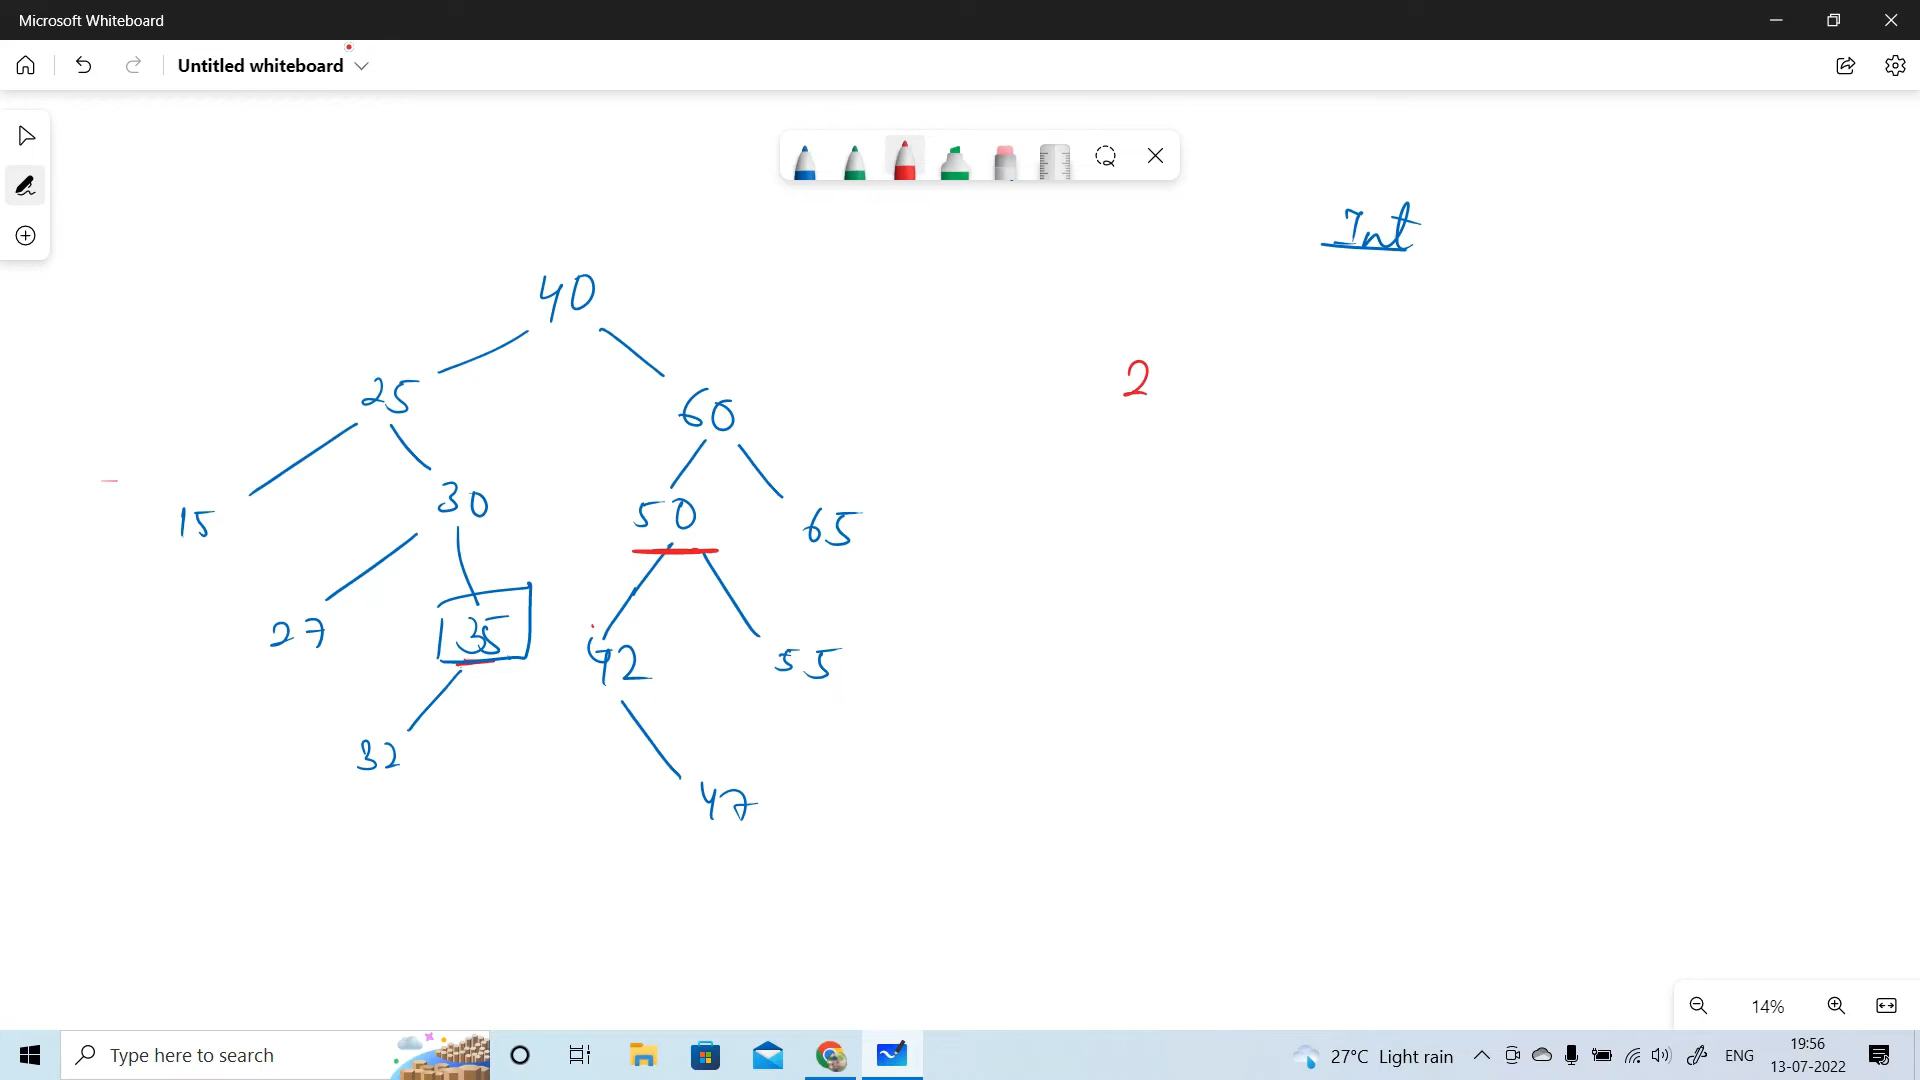 Microsoft Whiteboard
Untitled whiteboard
Int
40
2
25
60
30
50
15
65
27
35
42
55
32
47
14%
Type here to search
27°C Light rain
ENG
19:56
13-07-2022